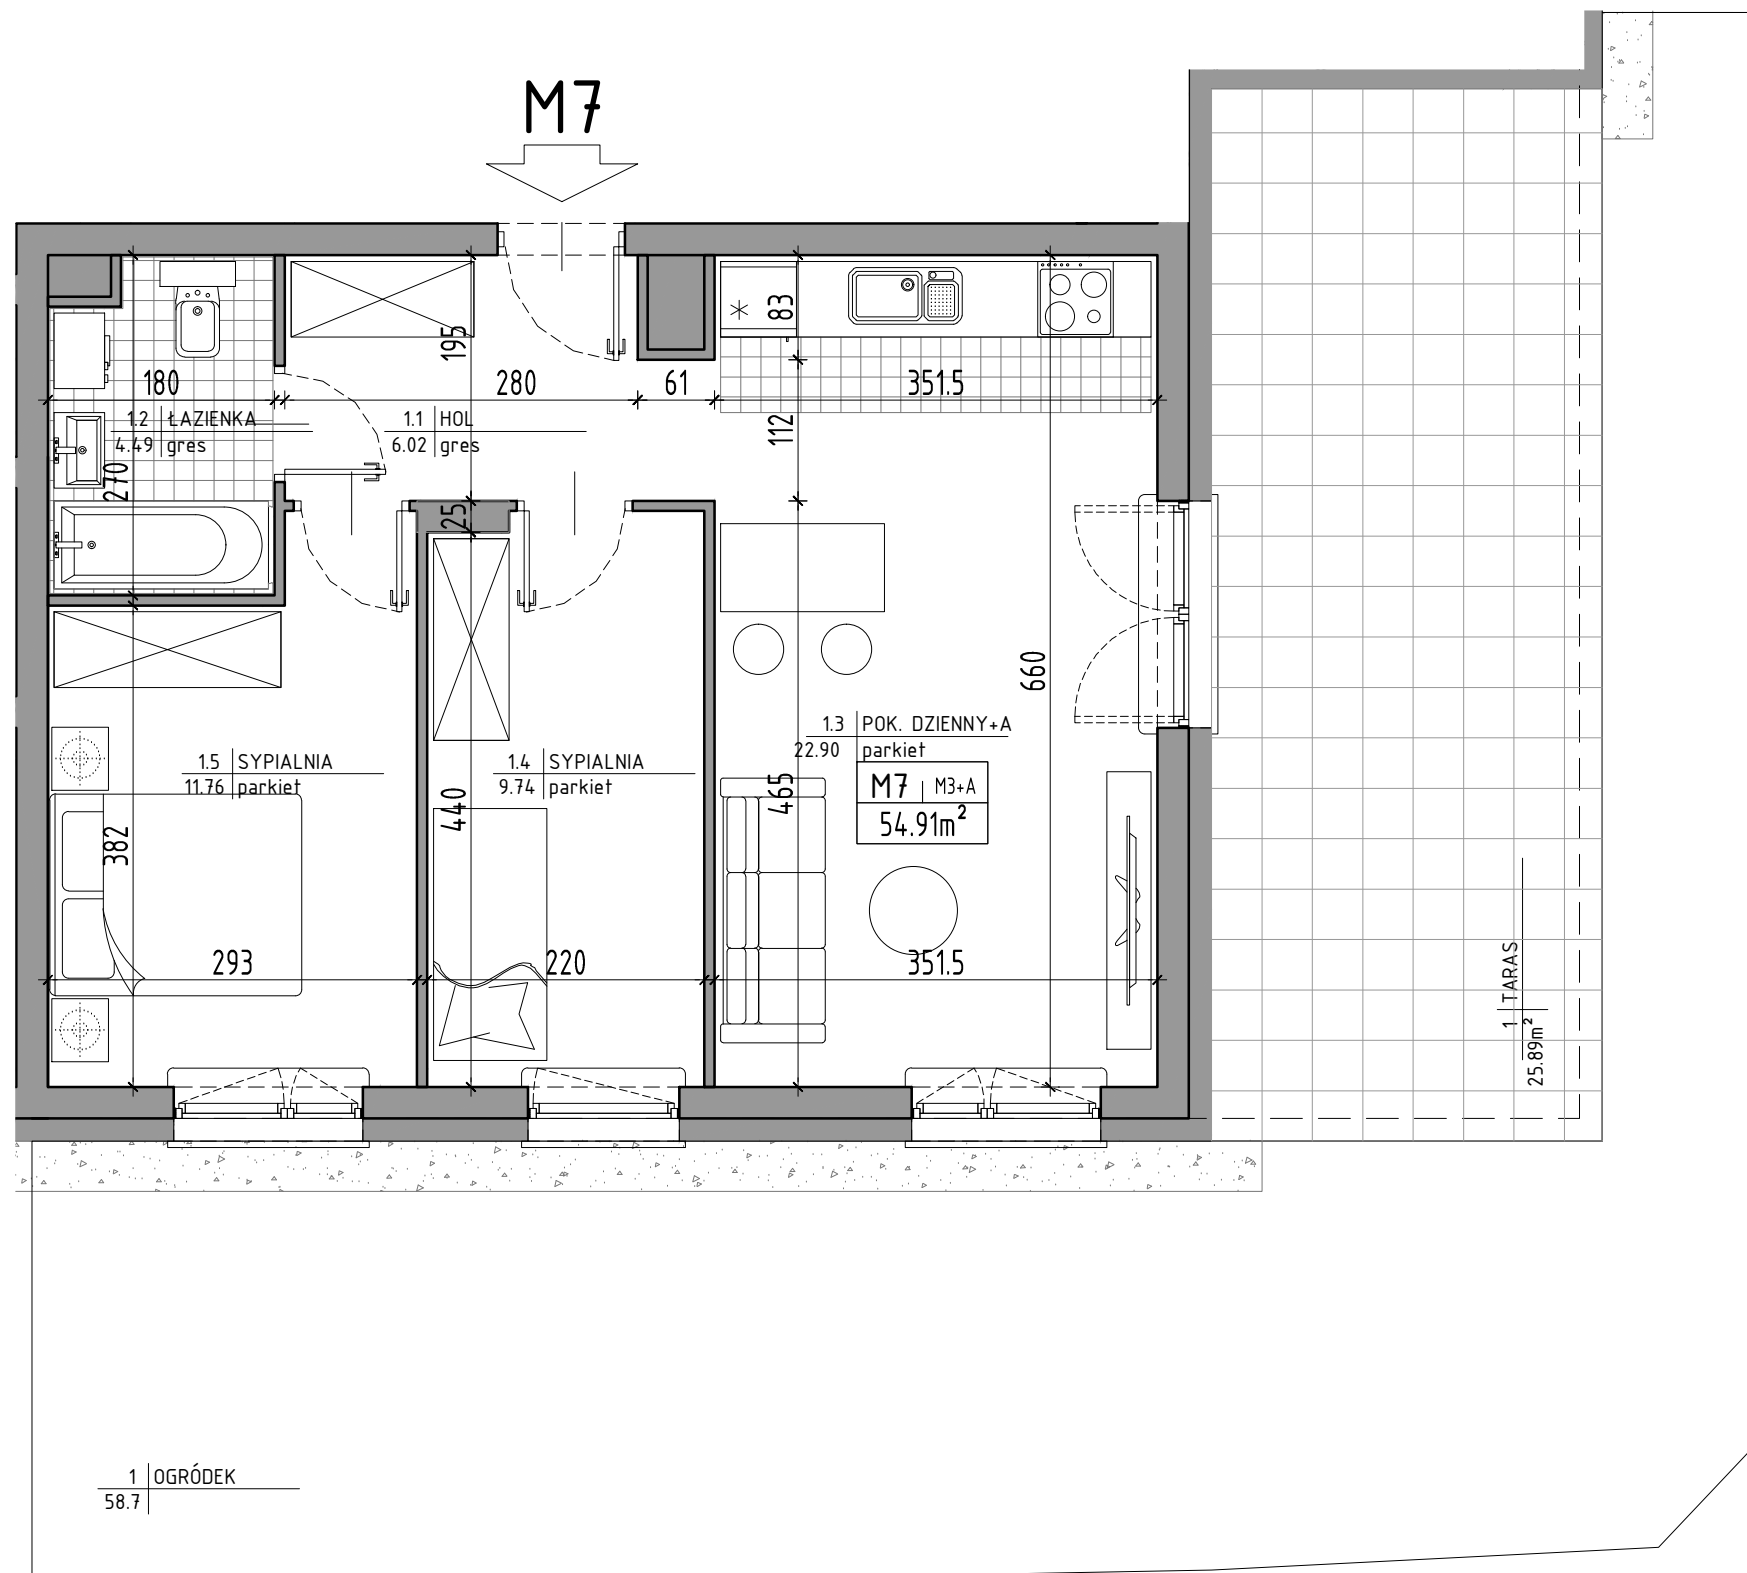 M7
83
195
180
280
61
351.5
1.2 ŁAZIENKA
4.49 gres
1.1 HOL
6.02 gres
112
270
25
660
1.3 POK. DZIENNY+A
22.90 parkiet
1.5 SYPIALNIA
11.76 parkiet
1.4 SYPIALNIA
9.74 parkiet
M7 M3+A
54.91m²
465
440
382
293
220
351.5
1 TARAS
25.89m²
1 OGRÓDEK
58.7